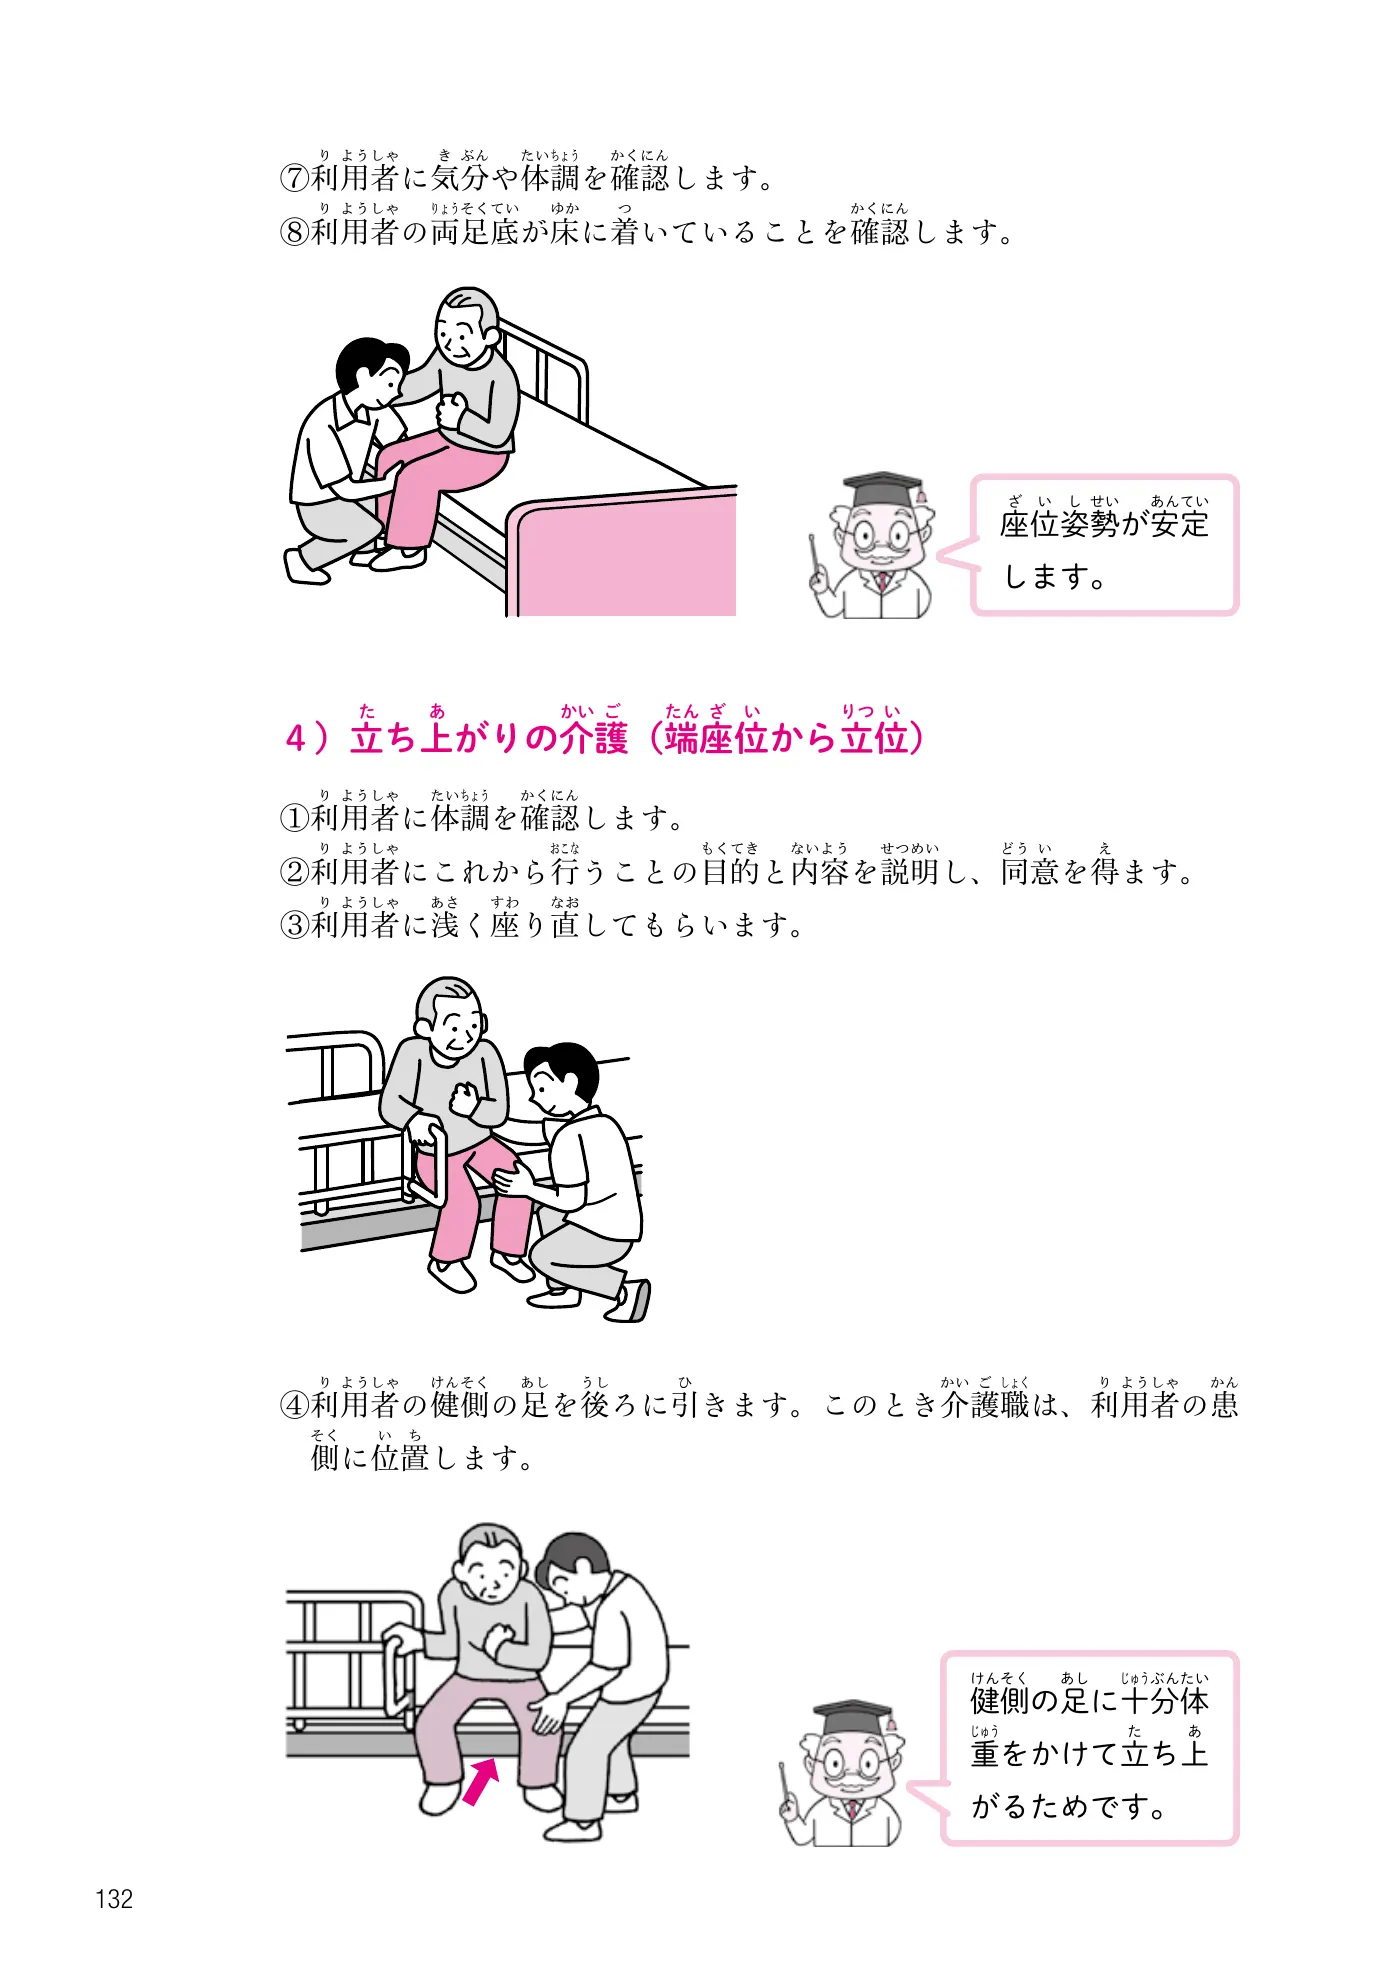 ⑦利用者に気分や体調を確認します。
⑧利用者の両足底が床に着いていることを確認します。
座位姿勢が安定
します。
4）立ち上がりの介護（端座位から立位）
①利用者に体調を確認します。
②利用者にこれから行うことの目的と内容を説明し、同意を得ます。
③利用者に浅く座り直してもらいます。
④利用者の健側の足を後ろに引きます。このとき介護職は、利用者の患
側に位置します。
健側の足に十分体
重をかけて立ち上
がるためです。
132